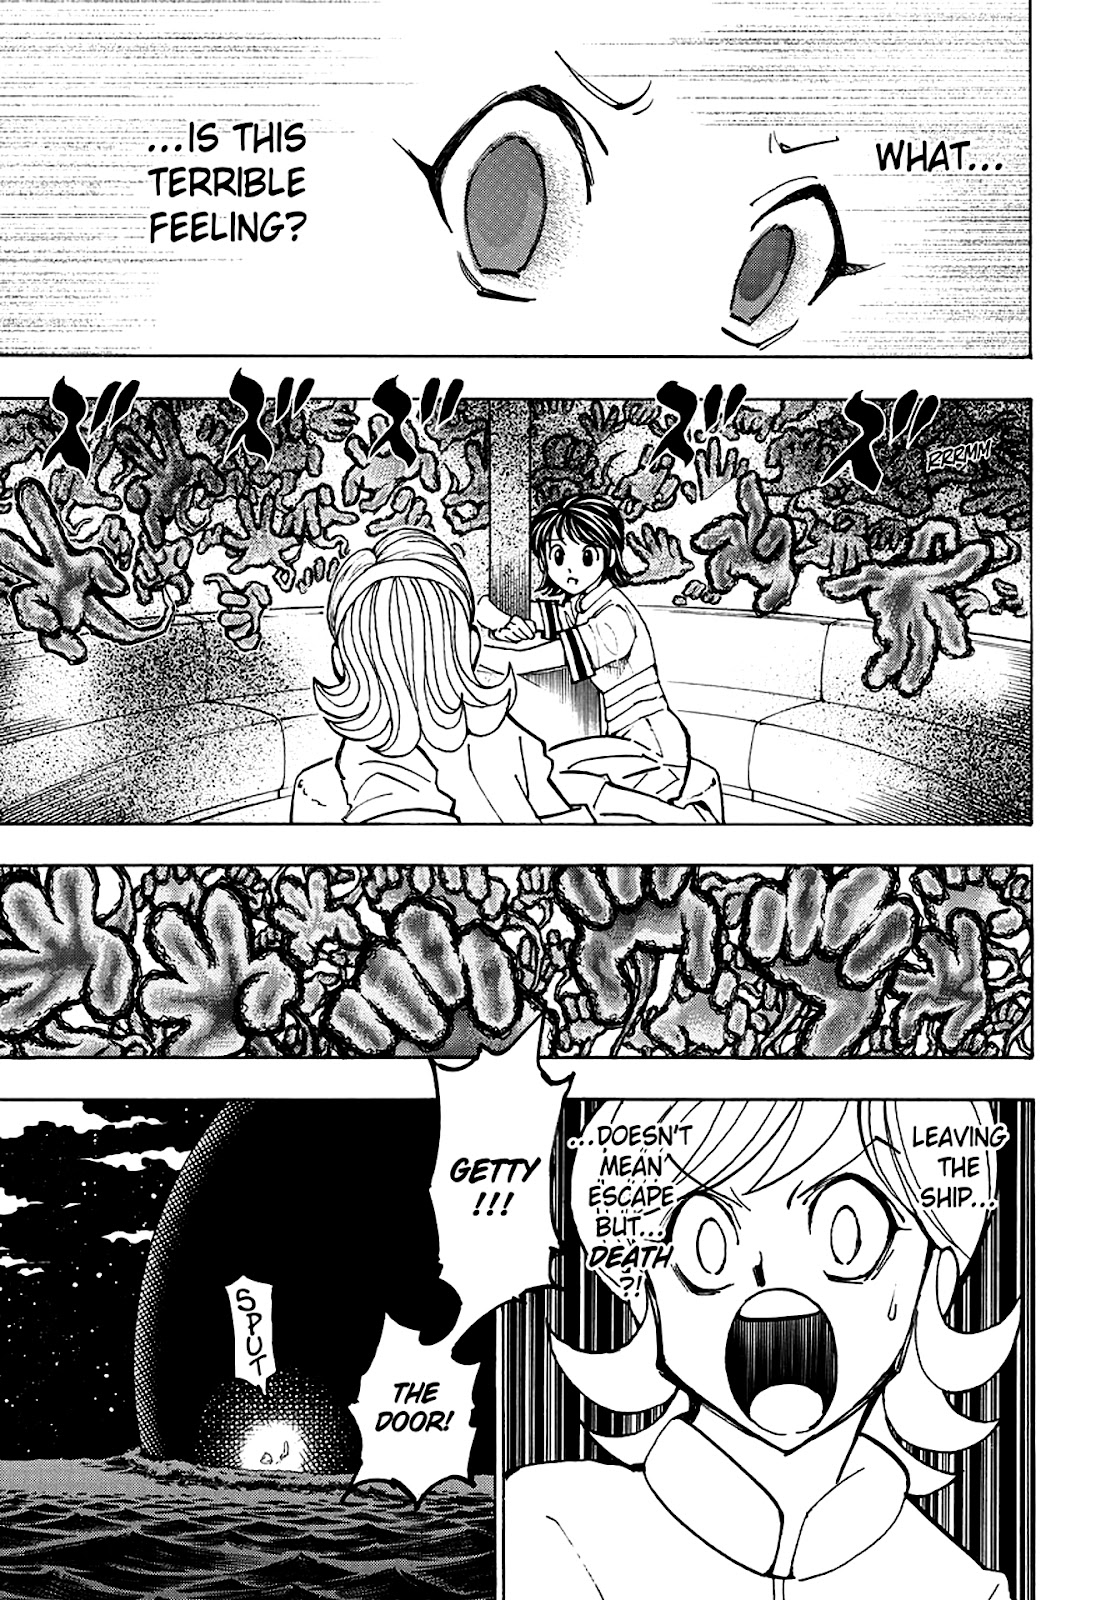 WHAT...
...IS THIS
TERRIBLE
FEELING?
ズズズズズ
RRRMM
LEAVING
THE
SHIP...
...DOESN'T
MEAN
ESCAPE
BUT...
DEATH
?!
GETTY
!!!
THE
DOOR!
SPUT